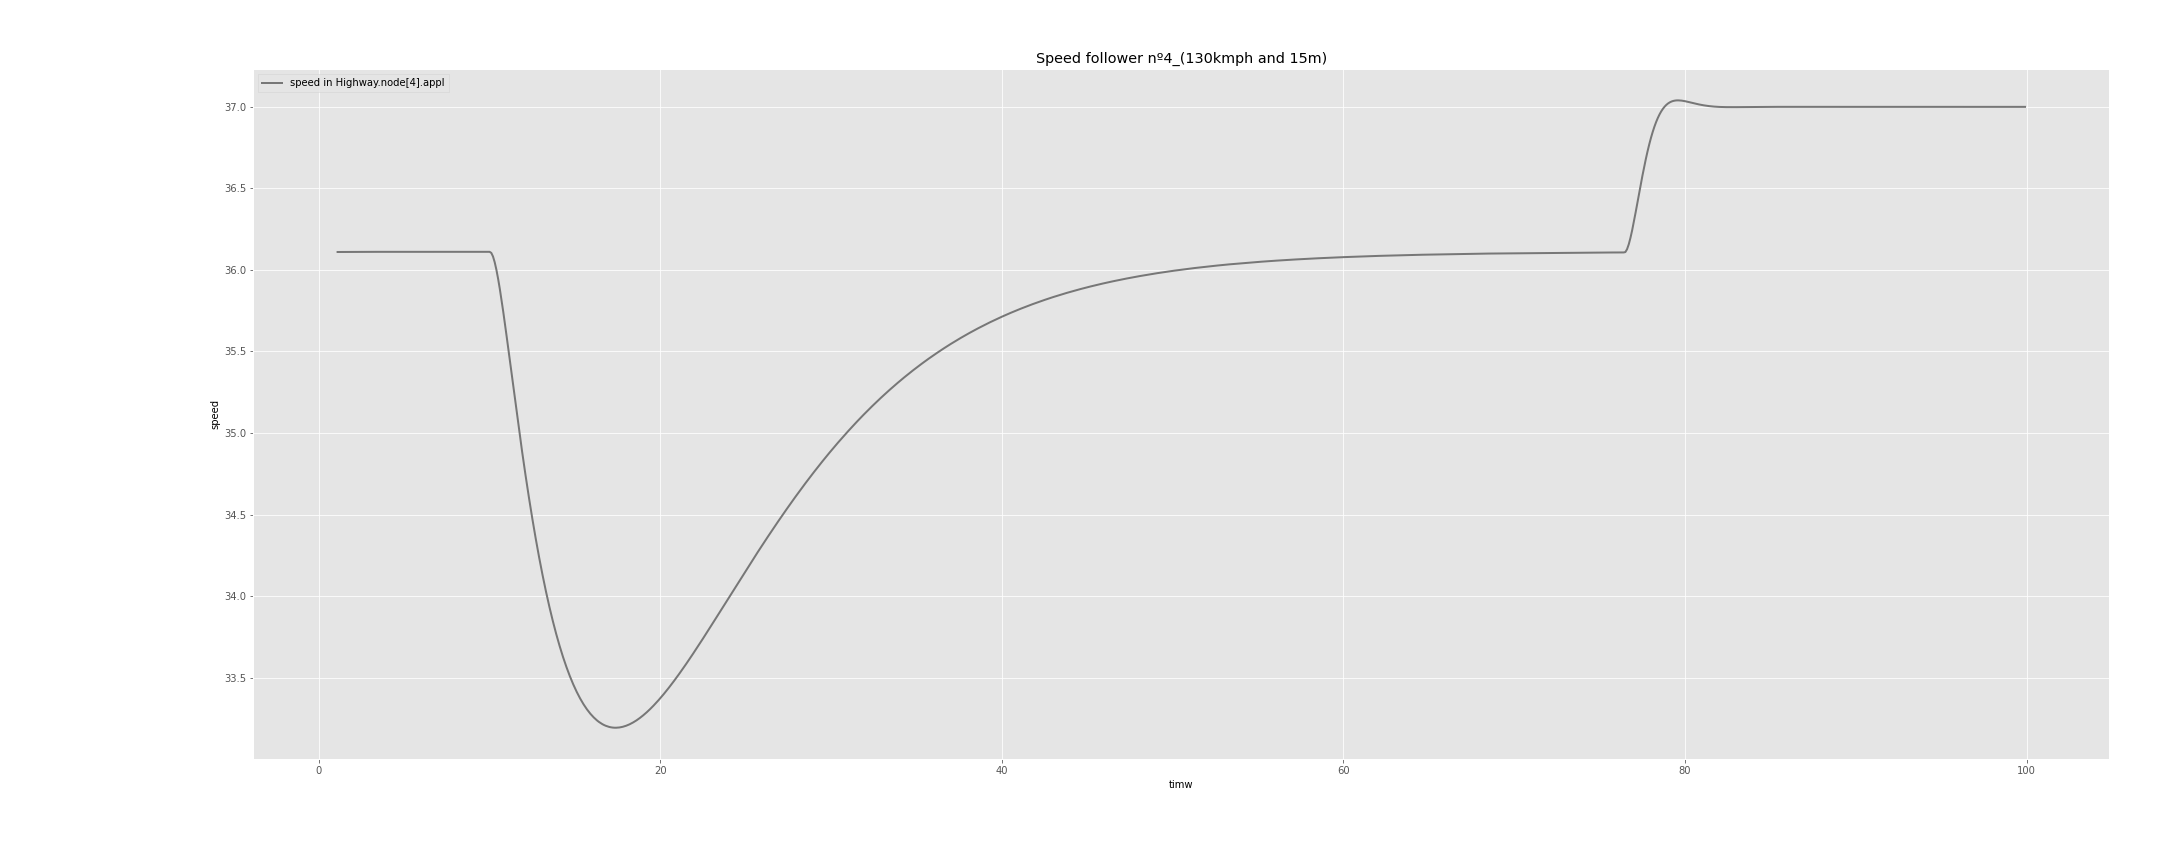 Speed follower nº4_(130kmph and 15m)
speed in Highway.node[4].appl
37.0
36.5
36.0
35.5
35.0
34.5
34.0
33.5
speed
0 20 40 60 80 100
timw